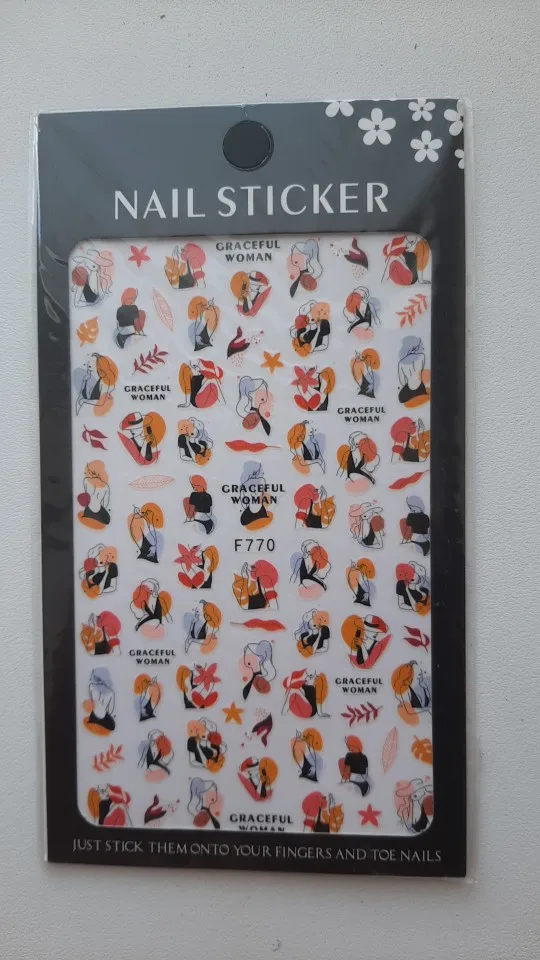 NAIL STICKER
GRACEFUL
WOMAN
GRACEFUL
WOMAN
GRACEFUL
WOMAN
GRACEFUL
WOMAN
F770
GRACEFUL
WOMAN
GRACEFUL
WOMAN
GRACEFUL
WOMAN
JUST STICK THEM ONTO YOUR FINGERS AND TOE NAILS